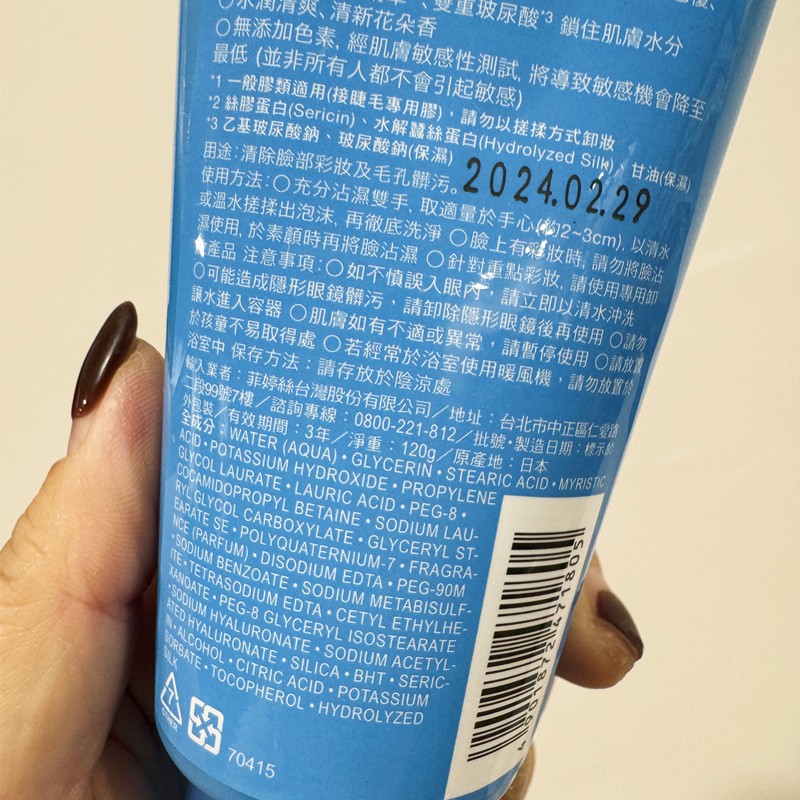 雙重玻尿酸*3 鎖住肌膚水分
○水潤清爽、清新花朵香
○無添加色素, 經肌膚敏感性測試, 將導致敏感機會降至
最低 (並非所有人都不會引起敏感)
*1 一般膠類適用(接睫毛專用膠)，請勿以搓揉方式卸妝
*2 絲膠蛋白(Sericin)、水解蠶絲蛋白(Hydrolyzed Silk)、甘油(保濕)
*3 乙基玻尿酸鈉、玻尿酸鈉(保濕)
2024.02.29
用途:清除臉部彩妝及毛孔髒污。
使用方法:○充分沾濕雙手, 取適量於手心(約2~3cm), 以清水
或溫水搓揉出泡沫, 再徹底洗淨 ○臉上有彩妝時, 請勿將臉沾
濕使用, 於素顏時再將臉沾濕 ○針對重點彩妝, 請使用專用卸
妝產品 注意事項:○如不慎誤入眼內，請立即以清水沖洗
○可能造成隱形眼鏡髒污，請卸除隱形眼鏡後再使用 ○請勿
讓水進入容器 ○肌膚如有不適或異常，請暫停使用 ○請放置
於孩童不易取得處 ○若經常於浴室使用暖風機，請勿放置於
浴室中 保存方法：請存放於陰涼處
輸入業者：菲婷絲台灣股份有限公司／地址：台北市中正區仁愛路
二段99號7樓／諮詢專線：0800-221-812／批號・製造日期：標示於
外包裝／有效期間：3年／淨重：120g／原產地：日本
全成分：WATER (AQUA)・GLYCERIN・STEARIC ACID・MYRISTIC
ACID・POTASSIUM HYDROXIDE・PROPYLENE
GLYCOL LAURATE・LAURIC ACID・PEG-8・
COCAMIDOPROPYL BETAINE・SODIUM LAU-
RYL GLYCOL CARBOXYLATE・GLYCERYL ST-
EARATE SE・POLYQUATERNIUM-7・FRAGRA-
NCE (PARFUM)・DISODIUM EDTA・PEG-90M
・SODIUM BENZOATE・SODIUM METABISULF-
ITE・TETRASODIUM EDTA・CETYL ETHYLHE-
XANOATE・PEG-8 GLYCERYL ISOSTEARATE
・SODIUM HYALURONATE・SODIUM ACETYL-
ATED HYALURONATE・SILICA・BHT・SERIC-
IN・ALCOHOL・CITRIC ACID・POTASSIUM
SORBATE・TOCOPHEROL・HYDROLYZED
SILK
4901872471805
OTHER
70415